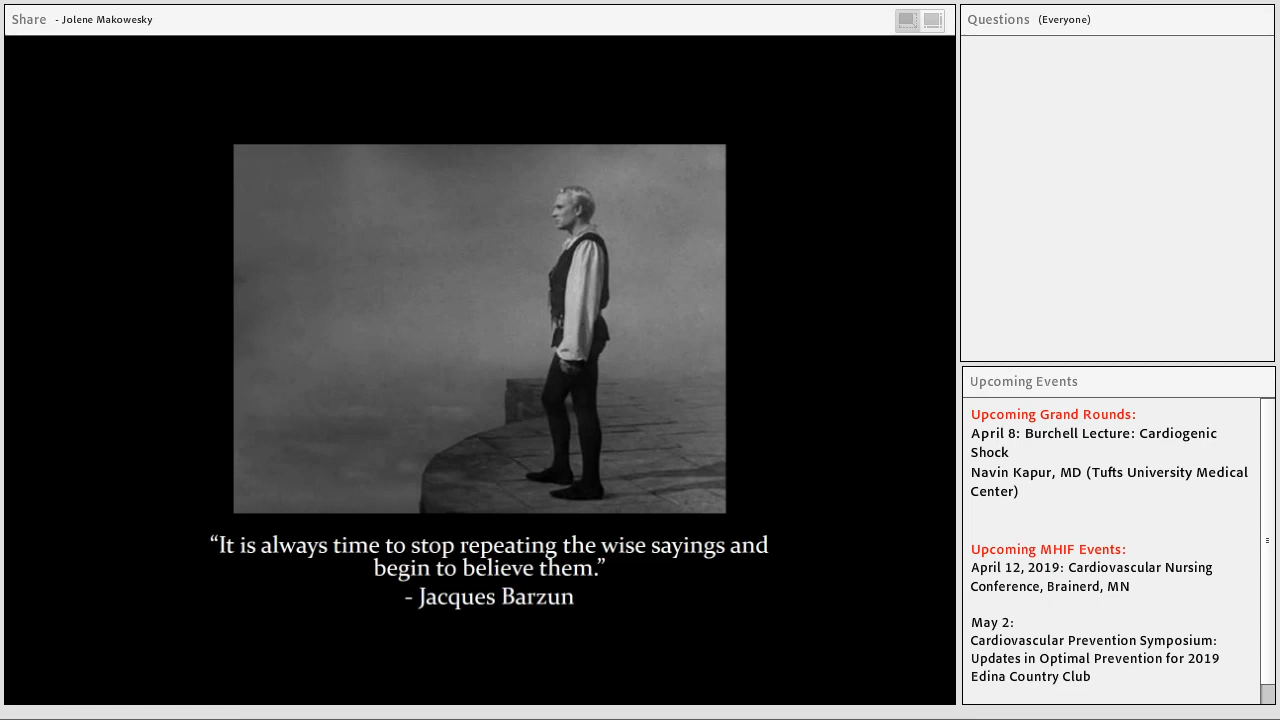 Share - Jolene Makowesky
“It is always time to stop repeating the wise sayings and
begin to believe them.”
- Jacques Barzun
Questions (Everyone)
Upcoming Events
Upcoming Grand Rounds:
April 8: Burchell Lecture: Cardiogenic
Shock
Navin Kapur, MD (Tufts University Medical
Center)
Upcoming MHIF Events:
April 12, 2019: Cardiovascular Nursing
Conference, Brainerd, MN
May 2:
Cardiovascular Prevention Symposium:
Updates in Optimal Prevention for 2019
Edina Country Club